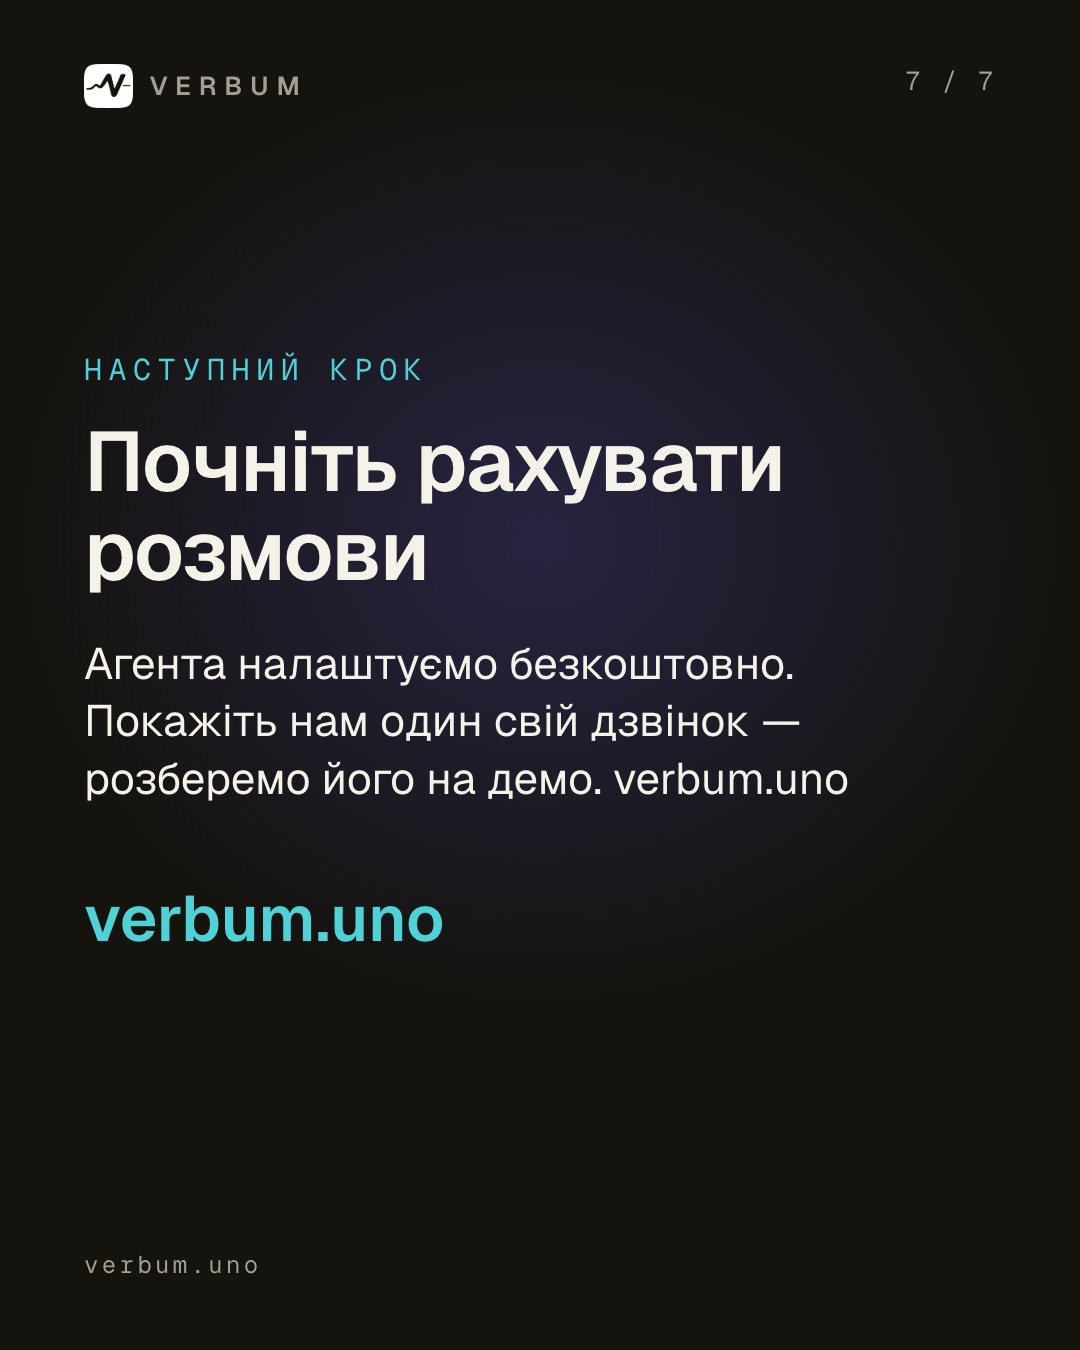 VERBUM
7 / 7
НАСТУПНИЙ КРОК
Почніть рахувати
розмови
Агента налаштуємо безкоштовно.
Покажіть нам один свій дзвінок —
розберемо його на демо. verbum.uno
verbum.uno
verbum.uno